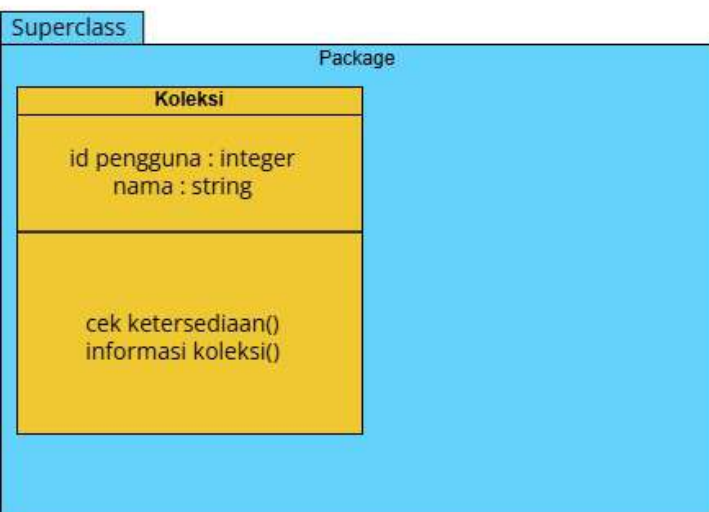 Superclass
Package
Koleksi
id pengguna : integer
nama : string
cek ketersediaan()
informasi koleksi()